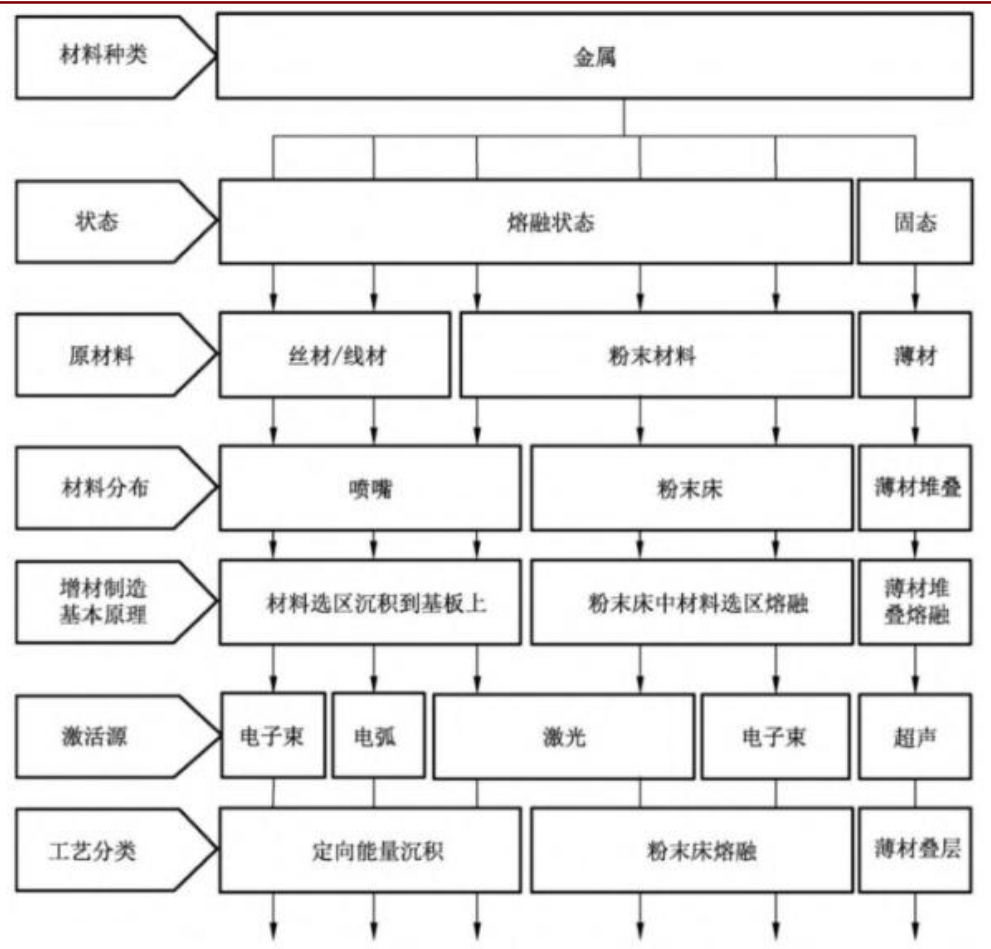 材料种类
金属
状态
熔融状态
固态
原材料
丝材/线材
粉末材料
薄材
材料分布
喷嘴
粉末床
薄材堆叠
增材制造
基本原理
材料选区沉积到基板上
粉末床中材料选区熔融
薄材堆
叠熔融
激活源
电子束
电弧
激光
电子束
超声
工艺分类
定向能量沉积
粉末床熔融
薄材叠层